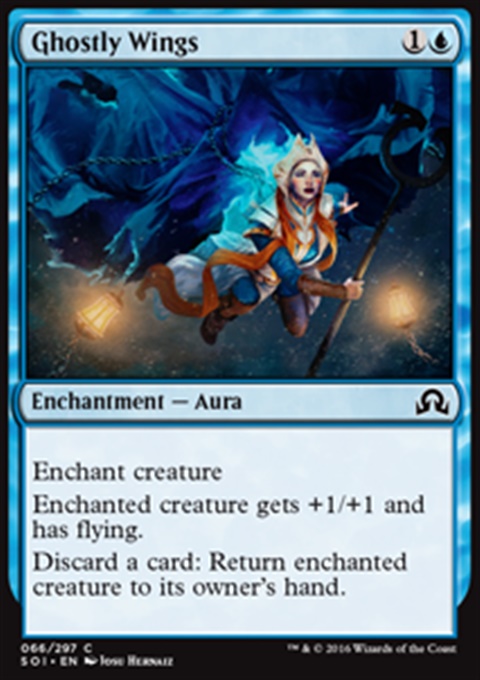 Ghostly Wings 1
Enchantment — Aura
Enchant creature
Enchanted creature gets +1/+1 and
has flying.
Discard a card: Return enchanted
creature to its owner's hand.
066/297 C
SOI · EN Josu Hernaiz
™ & © 2016 Wizards of the Coast